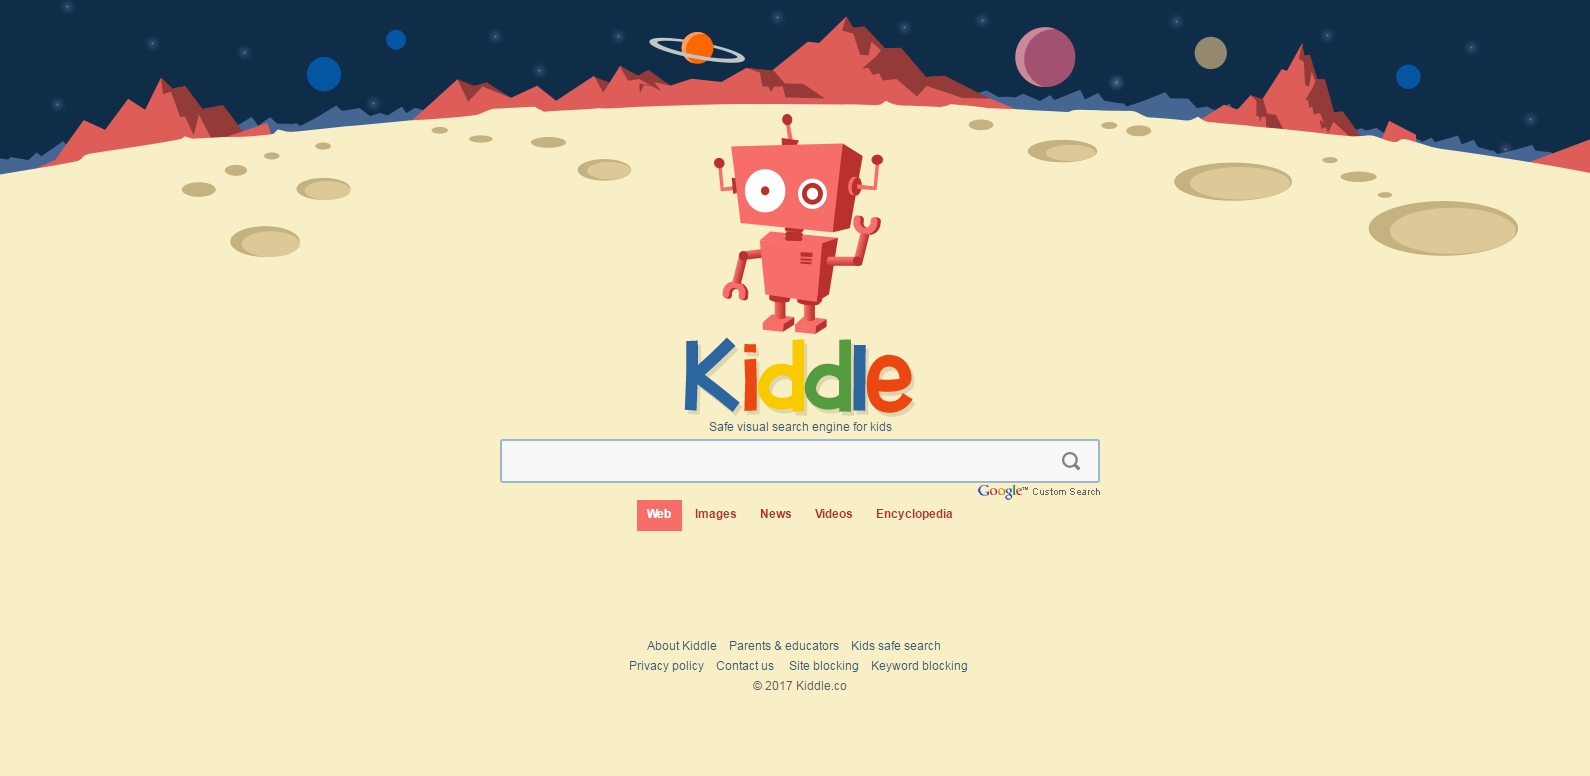 Kiddle
Safe visual search engine for kids
Google™ Custom Search
Web Images News Videos Encyclopedia
About Kiddle Parents & educators Kids safe search
Privacy policy Contact us Site blocking Keyword blocking
© 2017 Kiddle.co